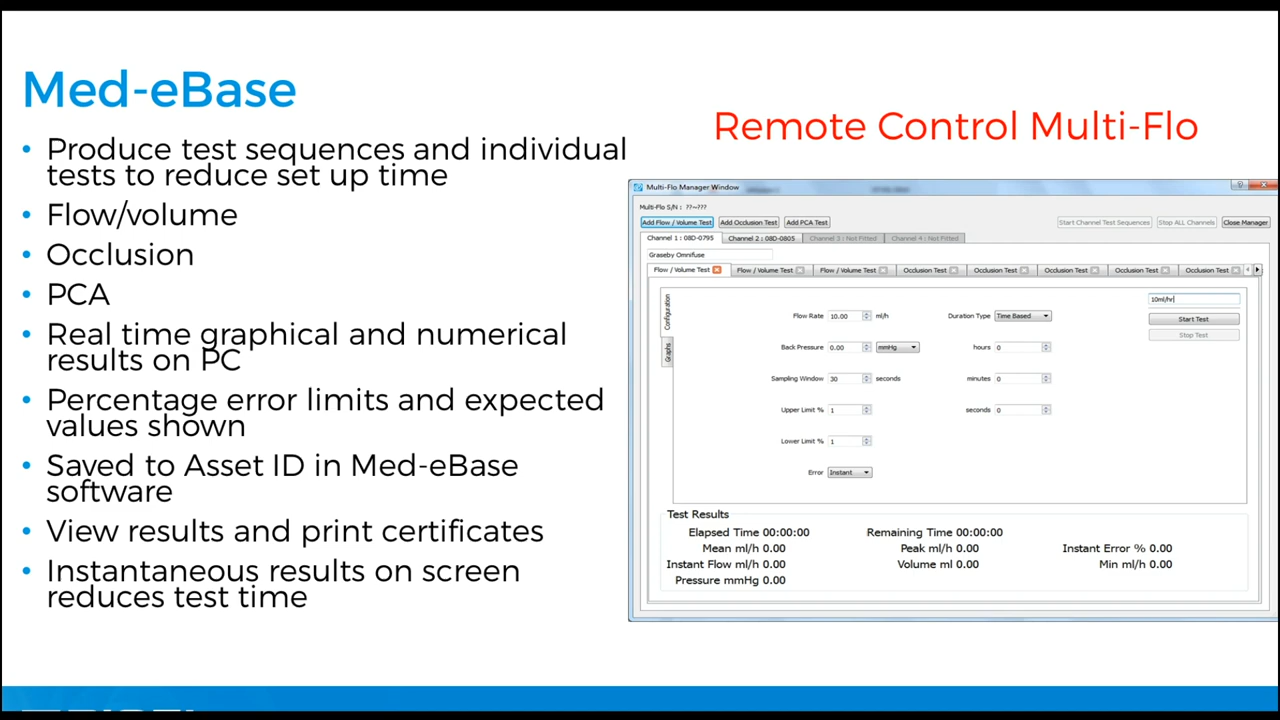 Med-eBase
Remote Control Multi-Flo
• Produce test sequences and individual
tests to reduce set up time
• Flow/volume
• Occlusion
• PCA
• Real time graphical and numerical
results on PC
• Percentage error limits and expected
values shown
• Saved to Asset ID in Med-eBase
software
• View results and print certificates
• Instantaneous results on screen
reduces test time
Multi-Flo Manager Window
Multi-Flo S/N : ??~???
Add Flow / Volume Test Add Occlusion Test Add PCA Test Start Channel Test Sequences Stop ALL Channels Close Manager
Channel 1 : 08D-0795 Channel 2 : 08D-0805 Channel 3 : Not Fitted Channel 4 : Not Fitted
Graseby Omnifuse
Flow / Volume Test Flow / Volume Test Flow / Volume Test Occlusion Test Occlusion Test Occlusion Test Occlusion Test Occlusion Test
Configuration
Graphs
10ml/hr
Flow Rate 10.00 ml/h Duration Type Time Based Start Test
Stop Test
Back Pressure 0.00 mmHg hours 0
Sampling Window 30 seconds minutes 0
Upper Limit % 1 seconds 0
Lower Limit % 1
Error Instant
Test Results
Elapsed Time 00:00:00 Remaining Time 00:00:00
Mean ml/h 0.00 Peak ml/h 0.00 Instant Error % 0.00
Instant Flow ml/h 0.00 Volume ml 0.00 Min ml/h 0.00
Pressure mmHg 0.00